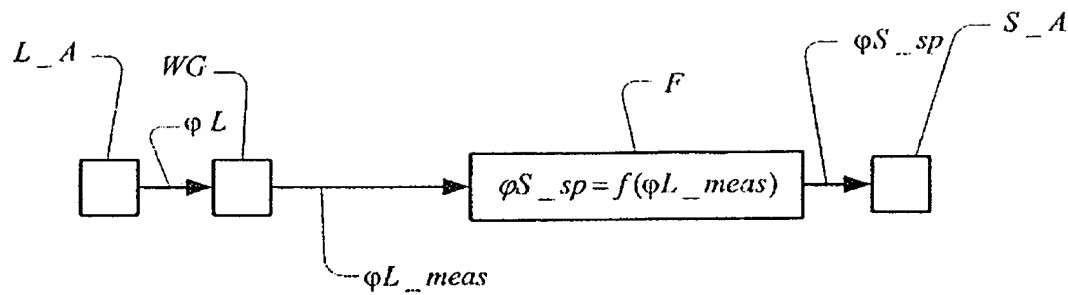 S_A
φS_sp
L_A
WG
F
φL
φS_sp = f(φL_meas)
φL_meas